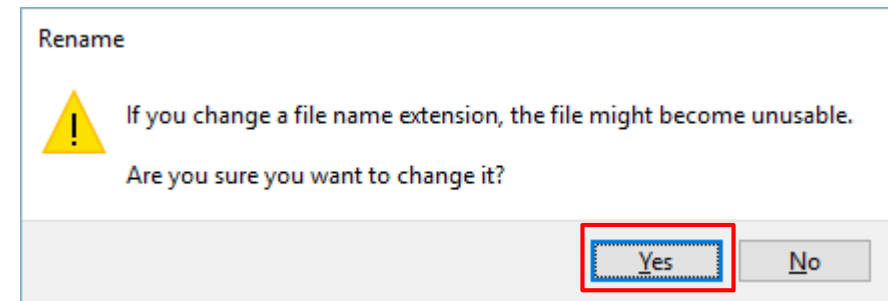 Rename
If you change a file name extension, the file might become unusable.
Are you sure you want to change it?
Yes No